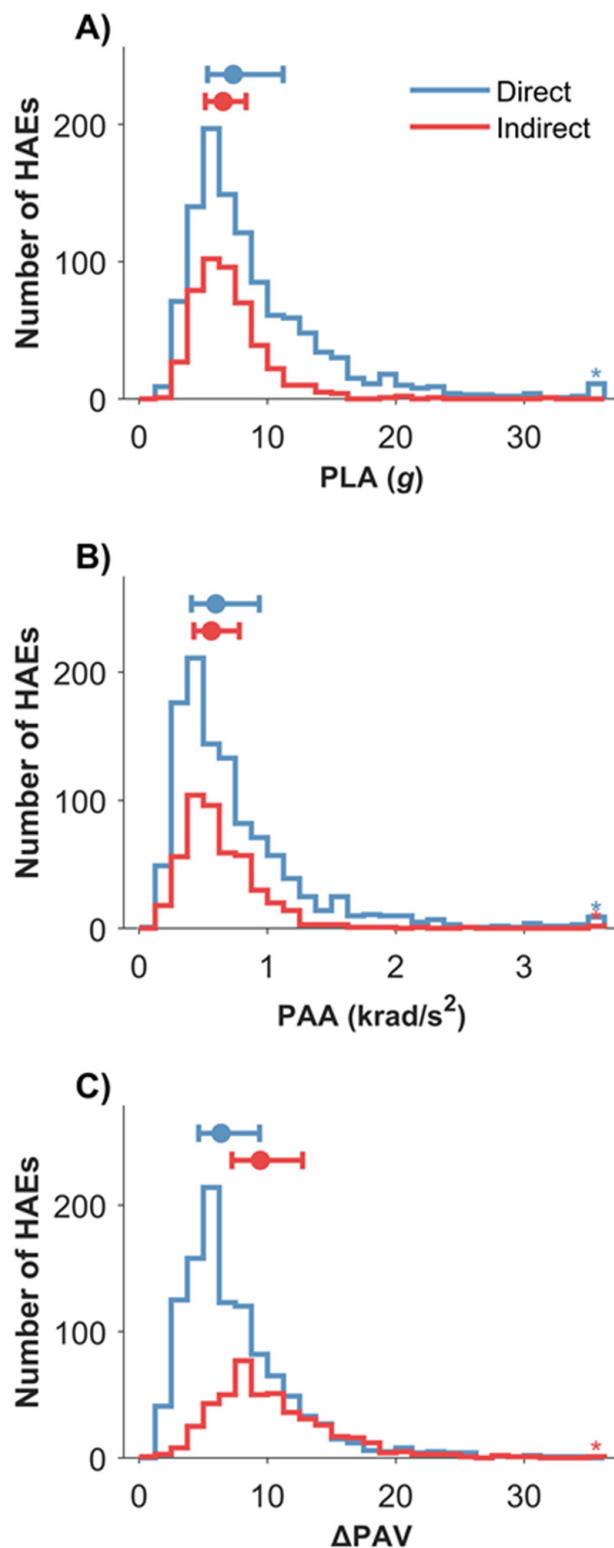 A)
Direct
Indirect
Number of HAEs
200
100
0
*
0 10 20 30
PLA (g)
B)
Number of HAEs
200
100
0
*
*
0 1 2 3
PAA (krad/s²)
C)
Number of HAEs
200
100
0
*
0 10 20 30
ΔPAV